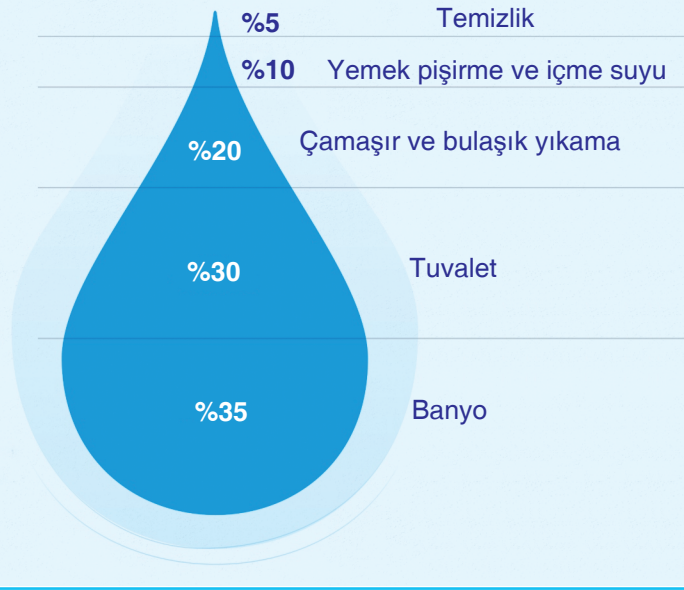 %5 Temizlik
%10 Yemek pişirme ve içme suyu
%20 Çamaşır ve bulaşık yıkama
%30 Tuvalet
%35 Banyo